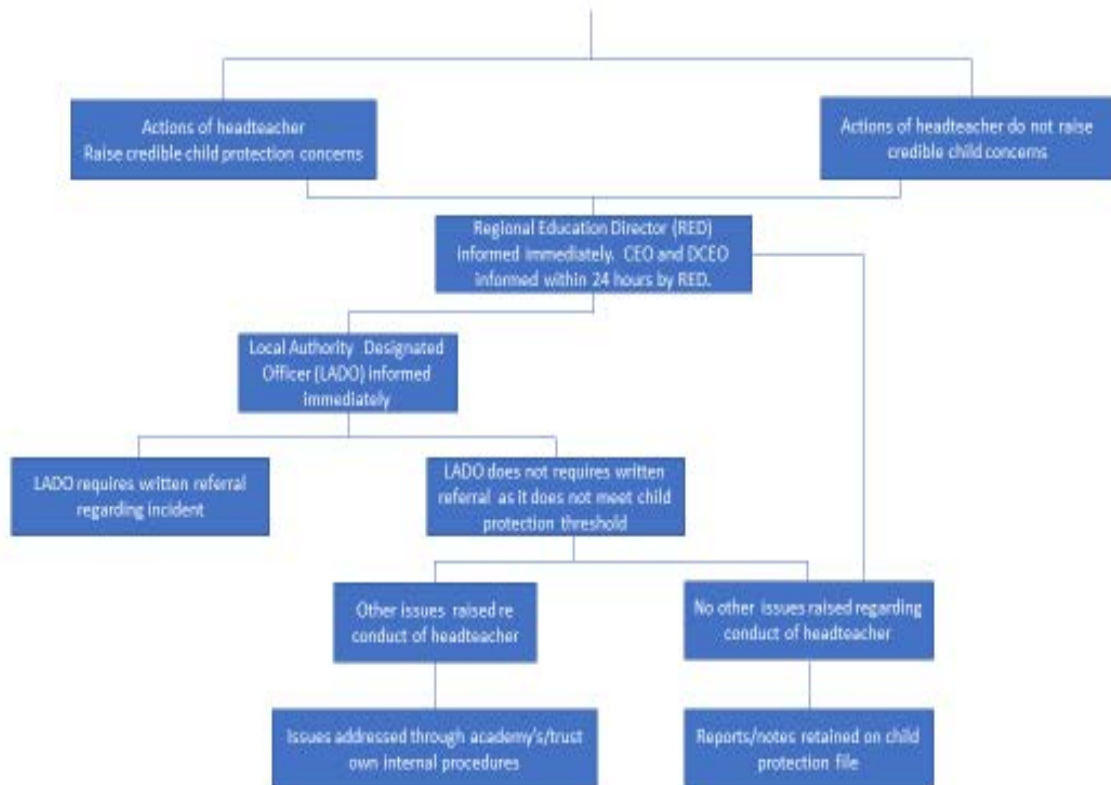 Actions of headteacher
Raise credible child protection concerns
Actions of headteacher do not raise
credible child concerns
Regional Education Director (RED)
informed immediately. CEO and DCEO
informed within 24 hours by RED.
Local Authority Designated
Officer (LADO) informed
immediately
LADO requires written referral
regarding incident
LADO does not requires written
referral as it does not meet child
protection threshold
Other issues raised re
conduct of headteacher
No other issues raised regarding
conduct of headteacher
Issues addressed through academy's/trust
own internal procedures
Reports/notes retained on child
protection file